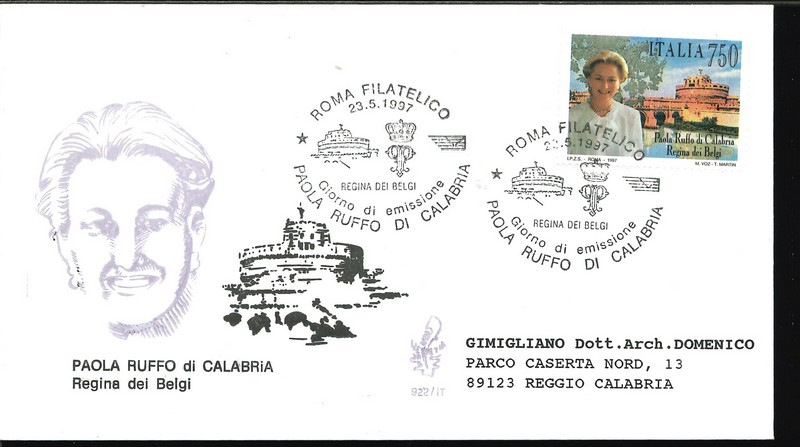 ITALIA 750
Paola Ruffo di Calabria
Regina dei Belgi
I.P.Z.S. - ROMA - 1997
M. VOZ - T. MARTIN
ROMA FILATELICO
23.5.1997
REGINA DEI BELGI
Giorno di emissione
PAOLA RUFFO DI CALABRIA
ROMA FILATELICO
23.5.1997
REGINA DEI BELGI
Giorno di emissione
PAOLA RUFFO DI CALABRIA
PAOLA RUFFO di CALABRiA
Regina dei Belgi
922/IT
GIMIGLIANO Dott.Arch.DOMENICO
PARCO CASERTA NORD, 13
89123 REGGIO CALABRIA